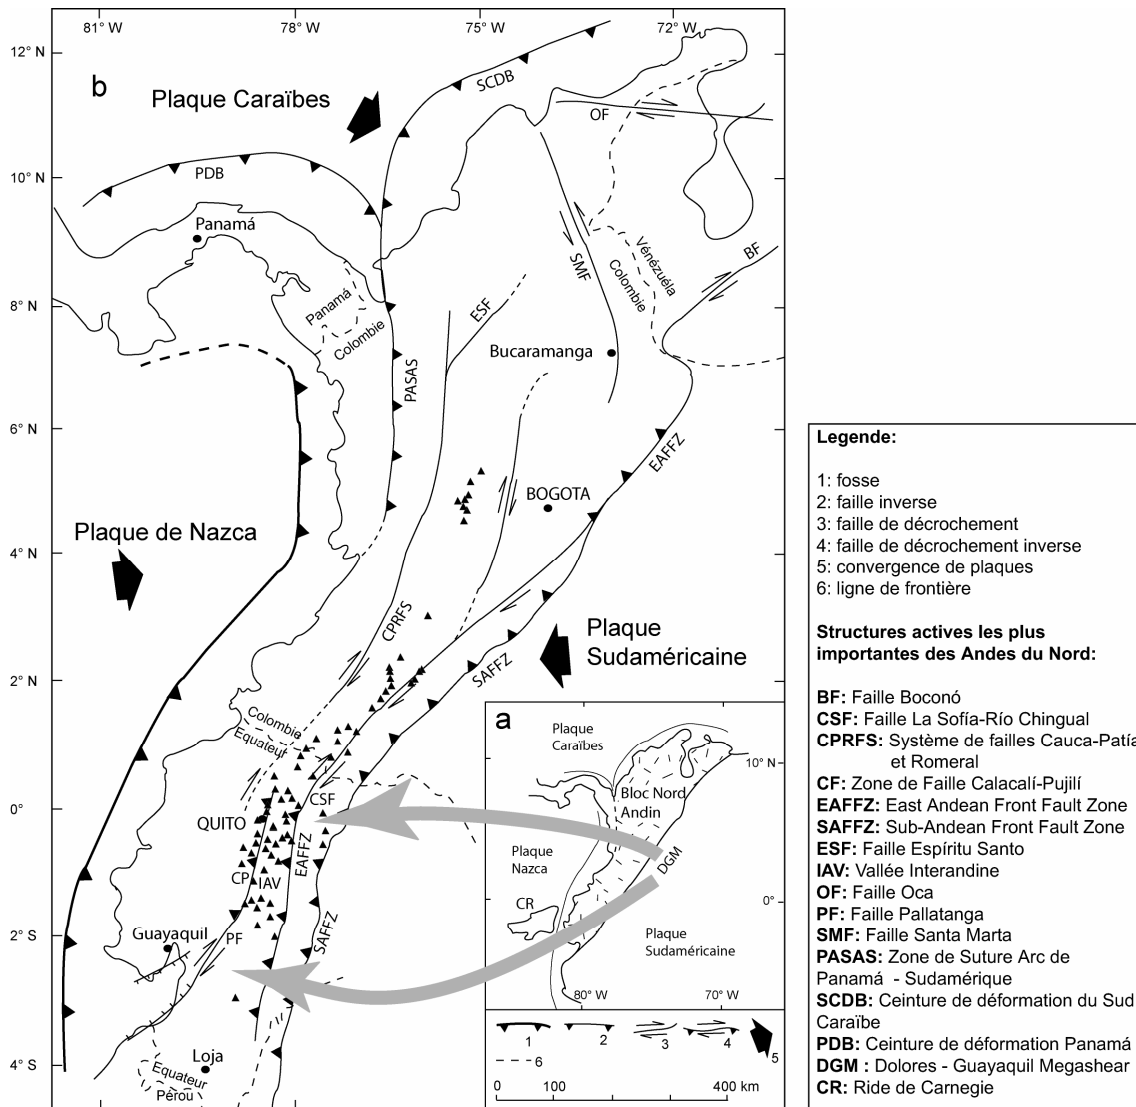 81° W
78° W
75° W
72° W
12° N
10° N
8° N
6° N
4° N
2° N
0°
2° S
4° S
b
Plaque Caraïbes
SCDB
OF
PDB
Panamá
SMF
Vénézuéla
Colombie
BF
Panamá
Colombie
ESF
Bucaramanga
PASAS
EAFFZ
BOGOTA
Plaque de Nazca
CPRFS
Plaque
Sudaméricaine
SAFFZ
Colombie
Equateur
CSF
QUITO
EAFFZ
CP
IAV
SAFFZ
PF
Guayaquil
Loja
Equateur
Pérou
a
Plaque
Caraïbes
10° N
Bloc Nord
Andin
Plaque
Nazca
DGM
CR
0°
Plaque
Sudaméricaine
80° W
70° W
1
2
3
4
5
6
0
100
400 km
Legende:
1: fosse
2: faille inverse
3: faille de décrochement
4: faille de décrochement inverse
5: convergence de plaques
6: ligne de frontière
Structures actives les plus
importantes des Andes du Nord:
BF: Faille Boconó
CSF: Faille La Sofía-Río Chingual
CPRFS: Système de failles Cauca-Patía
et Romeral
CF: Zone de Faille Calacalí-Pujilí
EAFFZ: East Andean Front Fault Zone
SAFFZ: Sub-Andean Front Fault Zone
ESF: Faille Espíritu Santo
IAV: Vallée Interandine
OF: Faille Oca
PF: Faille Pallatanga
SMF: Faille Santa Marta
PASAS: Zone de Suture Arc de
Panamá - Sudamérique
SCDB: Ceinture de déformation du Sud
Caraïbe
PDB: Ceinture de déformation Panamá
DGM : Dolores - Guayaquil Megashear
CR: Ride de Carnegie